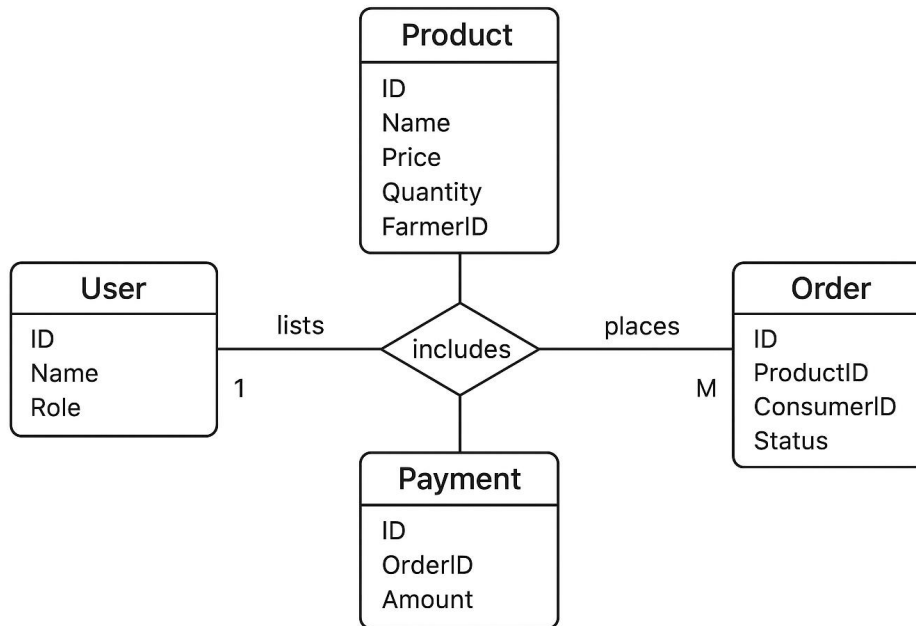 Product
ID
Name
Price
Quantity
FarmerID
User
ID
Name
Role
lists
1
includes
places
M
Order
ID
ProductID
ConsumerID
Status
Payment
ID
OrderID
Amount